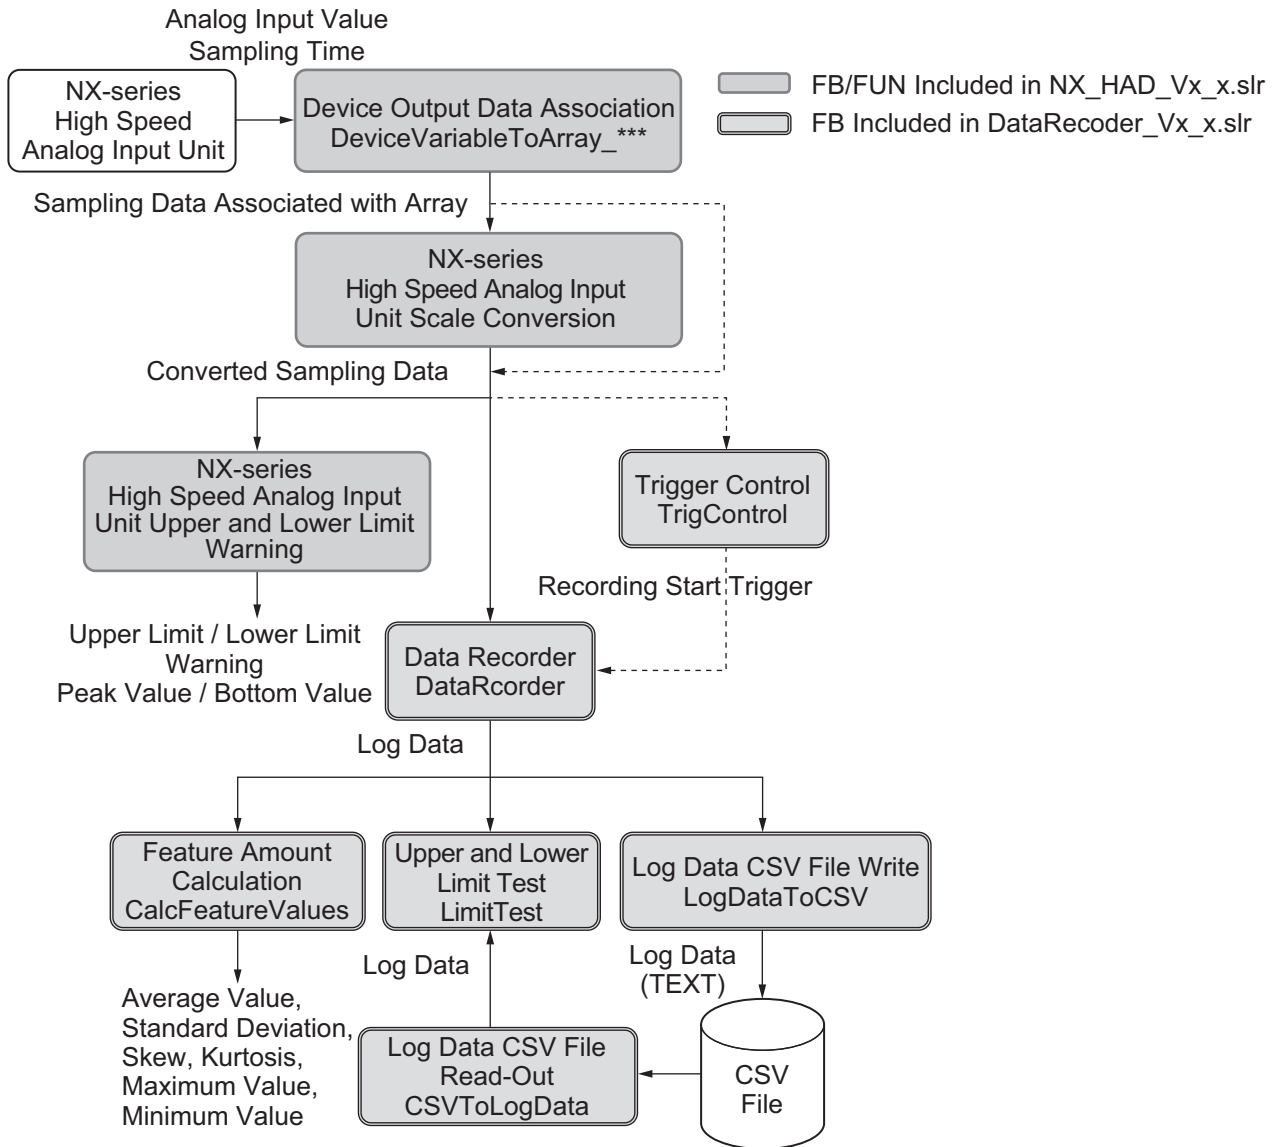 Analog Input Value
Sampling Time
NX-series
High Speed
Analog Input Unit
Device Output Data Association
DeviceVariableToArray_***
FB/FUN Included in NX_HAD_Vx_x.slr
FB Included in DataRecoder_Vx_x.slr
Sampling Data Associated with Array
NX-series
High Speed Analog Input
Unit Scale Conversion
Converted Sampling Data
NX-series
High Speed Analog Input
Unit Upper and Lower Limit
Warning
Trigger Control
TrigControl
Recording Start Trigger
Upper Limit / Lower Limit
Warning
Peak Value / Bottom Value
Data Recorder
DataRcorder
Log Data
Feature Amount
Calculation
CalcFeatureValues
Upper and Lower
Limit Test
LimitTest
Log Data CSV File Write
LogDataToCSV
Log Data
Log Data
(TEXT)
Average Value,
Standard Deviation,
Skew, Kurtosis,
Maximum Value,
Minimum Value
Log Data CSV File
Read-Out
CSVToLogData
CSV
File